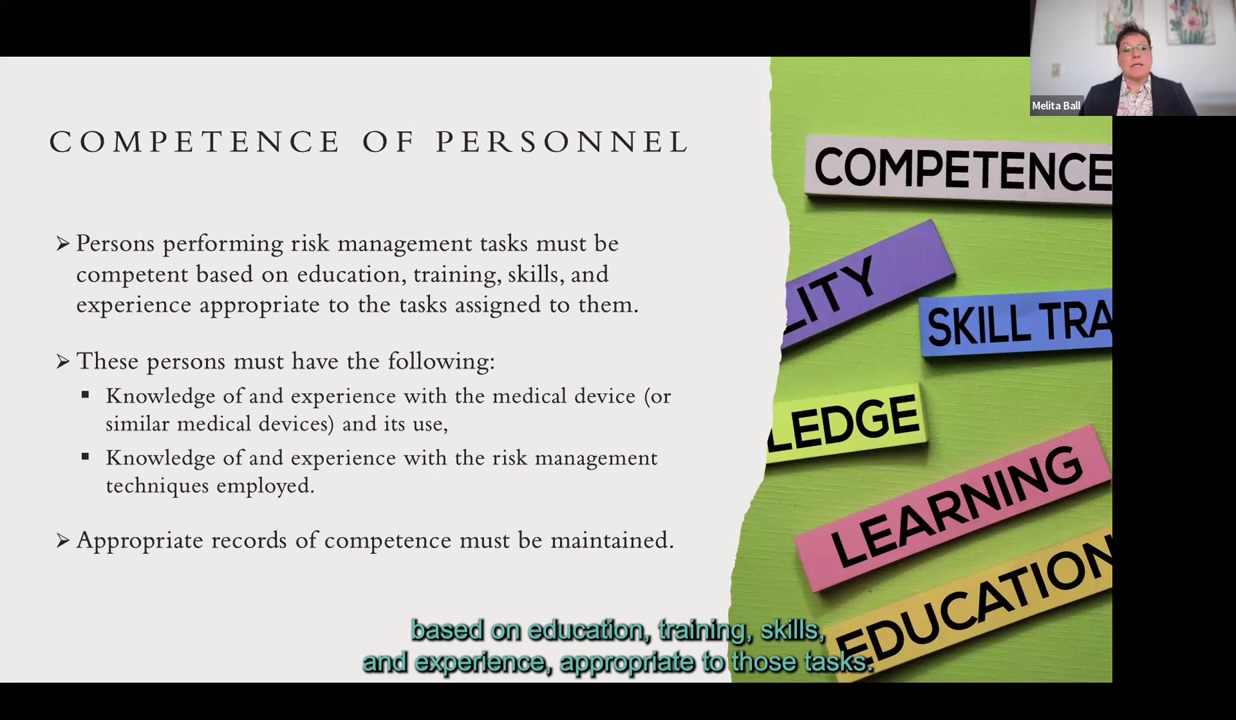 COMPETENCE OF PERSONNEL
Persons performing risk management tasks must be
competent based on education, training, skills, and
experience appropriate to the tasks assigned to them.
These persons must have the following:
Knowledge of and experience with the medical device (or
similar medical devices) and its use,
Knowledge of and experience with the risk management
techniques employed.
Appropriate records of competence must be maintained.
Melita Ball
COMPETENCE
LITY
SKILL TRA
LEDGE
LEARNING
EDUCATION
based on education, training, skills,
and experience, appropriate to those tasks.